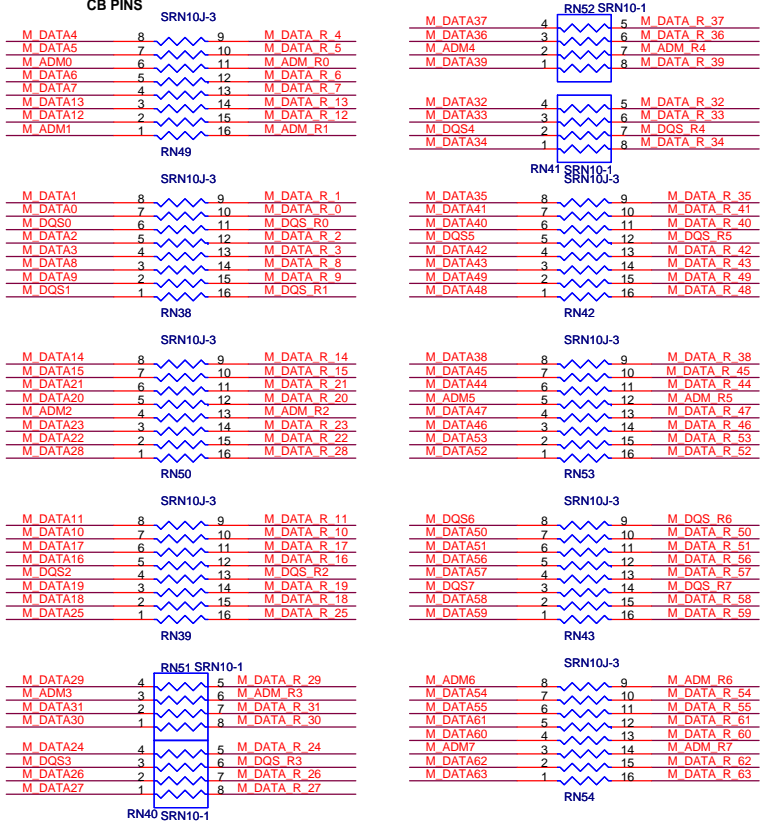 CB PINS
SRN10J-3
M_DATA4 8 9 M_DATA_R_4
M_DATA5 7 10 M_DATA_R_5
M_ADM0 6 11 M_ADM_R0
M_DATA6 5 12 M_DATA_R_6
M_DATA7 4 13 M_DATA_R_7
M_DATA13 3 14 M_DATA_R_13
M_DATA12 2 15 M_DATA_R_12
M_ADM1 1 16 M_ADM_R1
RN49
SRN10J-3
M_DATA1 8 9 M_DATA_R_1
M_DATA0 7 10 M_DATA_R_0
M_DQS0 6 11 M_DQS_R0
M_DATA2 5 12 M_DATA_R_2
M_DATA3 4 13 M_DATA_R_3
M_DATA8 3 14 M_DATA_R_8
M_DATA9 2 15 M_DATA_R_9
M_DQS1 1 16 M_DQS_R1
RN38
SRN10J-3
M_DATA14 8 9 M_DATA_R_14
M_DATA15 7 10 M_DATA_R_15
M_DATA21 6 11 M_DATA_R_21
M_DATA20 5 12 M_DATA_R_20
M_ADM2 4 13 M_ADM_R2
M_DATA23 3 14 M_DATA_R_23
M_DATA22 2 15 M_DATA_R_22
M_DATA28 1 16 M_DATA_R_28
RN50
SRN10J-3
M_DATA11 8 9 M_DATA_R_11
M_DATA10 7 10 M_DATA_R_10
M_DATA17 6 11 M_DATA_R_17
M_DATA16 5 12 M_DATA_R_16
M_DQS2 4 13 M_DQS_R2
M_DATA19 3 14 M_DATA_R_19
M_DATA18 2 15 M_DATA_R_18
M_DATA25 1 16 M_DATA_R_25
RN39
RN51 SRN10-1
M_DATA29 4 5 M_DATA_R_29
M_ADM3 3 6 M_ADM_R3
M_DATA31 2 7 M_DATA_R_31
M_DATA30 1 8 M_DATA_R_30
M_DATA24 4 5 M_DATA_R_24
M_DQS3 3 6 M_DQS_R3
M_DATA26 2 7 M_DATA_R_26
M_DATA27 1 8 M_DATA_R_27
RN40 SRN10-1
RN52 SRN10-1
M_DATA37 4 5 M_DATA_R_37
M_DATA36 3 6 M_DATA_R_36
M_ADM4 2 7 M_ADM_R4
M_DATA39 1 8 M_DATA_R_39
M_DATA32 4 5 M_DATA_R_32
M_DATA33 3 6 M_DATA_R_33
M_DQS4 2 7 M_DQS_R4
M_DATA34 1 8 M_DATA_R_34
RN41 SRN10-1
SRN10J-3
M_DATA35 8 9 M_DATA_R_35
M_DATA41 7 10 M_DATA_R_41
M_DATA40 6 11 M_DATA_R_40
M_DQS5 5 12 M_DQS_R5
M_DATA42 4 13 M_DATA_R_42
M_DATA43 3 14 M_DATA_R_43
M_DATA49 2 15 M_DATA_R_49
M_DATA48 1 16 M_DATA_R_48
RN42
SRN10J-3
M_DATA38 8 9 M_DATA_R_38
M_DATA45 7 10 M_DATA_R_45
M_DATA44 6 11 M_DATA_R_44
M_ADM5 5 12 M_ADM_R5
M_DATA47 4 13 M_DATA_R_47
M_DATA46 3 14 M_DATA_R_46
M_DATA53 2 15 M_DATA_R_53
M_DATA52 1 16 M_DATA_R_52
RN53
SRN10J-3
M_DQS6 8 9 M_DQS_R6
M_DATA50 7 10 M_DATA_R_50
M_DATA51 6 11 M_DATA_R_51
M_DATA56 5 12 M_DATA_R_56
M_DATA57 4 13 M_DATA_R_57
M_DQS7 3 14 M_DQS_R7
M_DATA58 2 15 M_DATA_R_58
M_DATA59 1 16 M_DATA_R_59
RN43
SRN10J-3
M_ADM6 8 9 M_ADM_R6
M_DATA54 7 10 M_DATA_R_54
M_DATA55 6 11 M_DATA_R_55
M_DATA61 5 12 M_DATA_R_61
M_DATA60 4 13 M_DATA_R_60
M_ADM7 3 14 M_ADM_R7
M_DATA62 2 15 M_DATA_R_62
M_DATA63 1 16 M_DATA_R_63
RN54